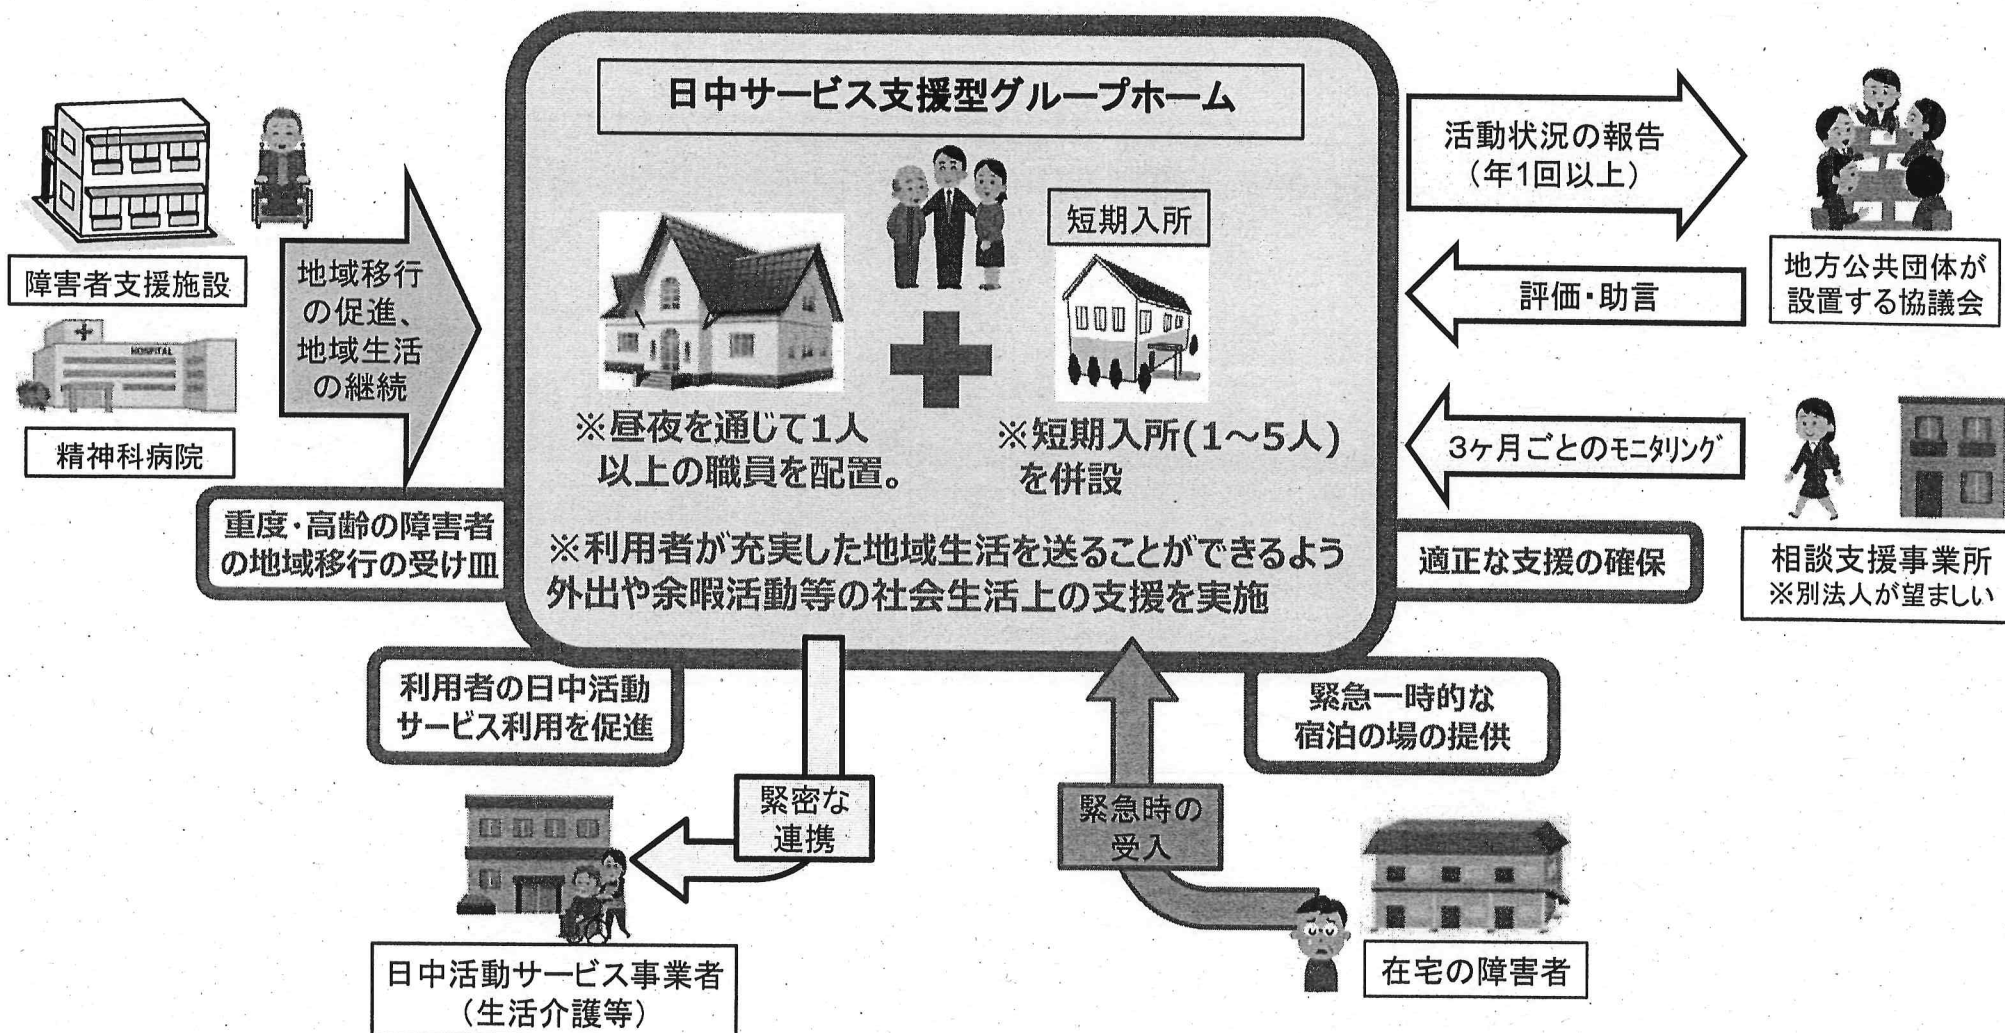 日中サービス支援型グループホーム
短期入所
※昼夜を通じて1人
以上の職員を配置。
※短期入所(1～5人)
を併設
※利用者が充実した地域生活を送ることができるよう
外出や余暇活動等の社会生活上の支援を実施
障害者支援施設
HOSPITAL
精神科病院
地域移行
の促進、
地域生活
の継続
重度・高齢の障害者
の地域移行の受け皿
活動状況の報告
（年1回以上）
地方公共団体が
設置する協議会
評価・助言
3ヶ月ごとのモニタリング
相談支援事業所
※別法人が望ましい
適正な支援の確保
利用者の日中活動
サービス利用を促進
緊密な
連携
日中活動サービス事業者
（生活介護等）
緊急一時的な
宿泊の場の提供
緊急時の
受入
在宅の障害者